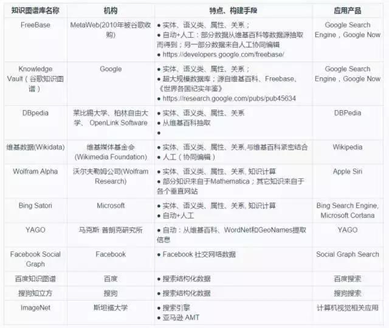 知识图谱库名称 机构 特点、构建手段 应用产品
FreeBase MetaWeb(2010年被谷歌收购) • 实体、语义类、属性、关系； Google Search Engine，Google Now
• 自动+人工：部分数据从维基百科等数据源抽取而得到；另一部分数据来自人工协同编辑
• https://developers.google.com/freebase/
Knowledge Vault（谷歌知识图谱） Google • 实体、语义类、属性、关系； Google Search Engine, Google Now
• 超大规模数据库；源自维基百科、Freebase、《世界各国纪实年鉴》
• https://research.google.com/pubs/pub45634
DBpedia 莱比锡大学、柏林自由大学、 OpenLink Software • 实体、语义类、属性、关系 DBpedia
• 从维基百科抽取
维基数据(Wikidata) 维基媒体基金会(Wikimedia Foundation) • 实体、语义类、属性、关系,与维基百科紧密结合 Wikipedia
• 人工（协同编辑）
Wolfram Alpha 沃尔夫勒姆公司(Wolfram Research) • 实体、语义类、属性、关系,知识计算 Apple Siri
• 部分知识来自于Mathematica；其它知识来自于各个垂直网站
Bing Satori Microsoft • 实体、语义类、属性、关系,知识计算 Bing Search Engine, Microsoft Cortana
• 自动+人工
YAGO 马克斯·普朗克研究所 • 自动：从维基百科、WordNet和GeoNames提取信息 YAGO
Facebook Social Graph Facebook • Facebook 社交网络数据 Social Graph Search
百度知识图谱 百度 • 搜索结构化数据 百度搜索
搜狗知立方 搜狗 • 搜索结构化数据 搜狗搜索
ImageNet 斯坦福大学 • 搜索引擎 计算机视觉相关应用
• 亚马逊 AMT